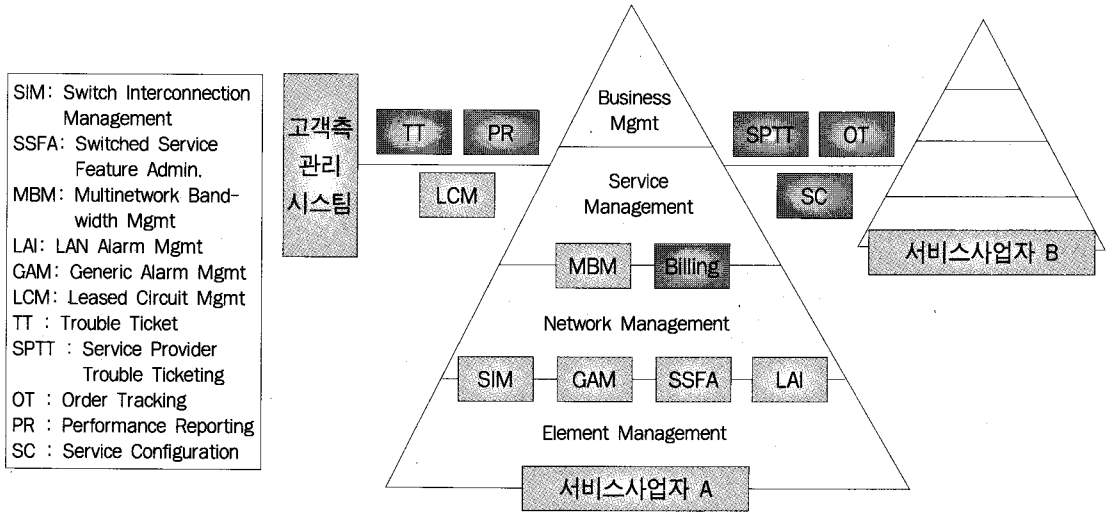 SIM: Switch Interconnection
Management
SSFA: Switched Service
Feature Admin.
MBM: Multinetwork Band-
width Mgmt
LAI: LAN Alarm Mgmt
GAM: Generic Alarm Mgmt
LCM: Leased Circuit Mgmt
TT : Trouble Ticket
SPTT : Service Provider
Trouble Ticketing
OT : Order Tracking
PR : Performance Reporting
SC : Service Configuration
고객측
관리
시스템
TT
PR
LCM
Business
Mgmt
Service
Management
MBM
Billing
Network Management
SIM
GAM
SSFA
LAI
Element Management
서비스사업자 A
SPTT
OT
SC
서비스사업자 B